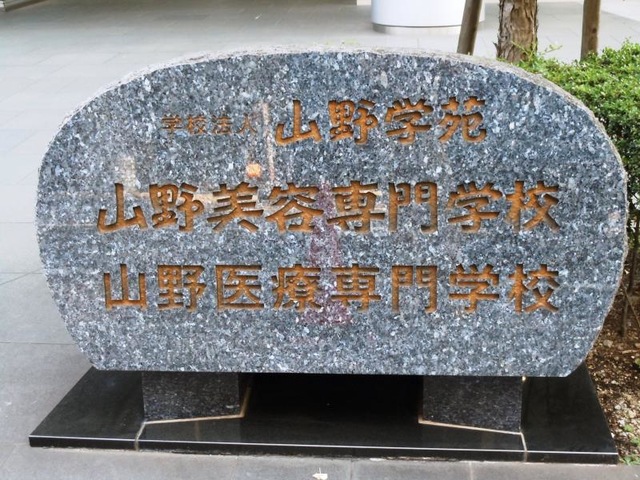 学校法人 山野学苑
山野美容専門学校
山野医療専門学校